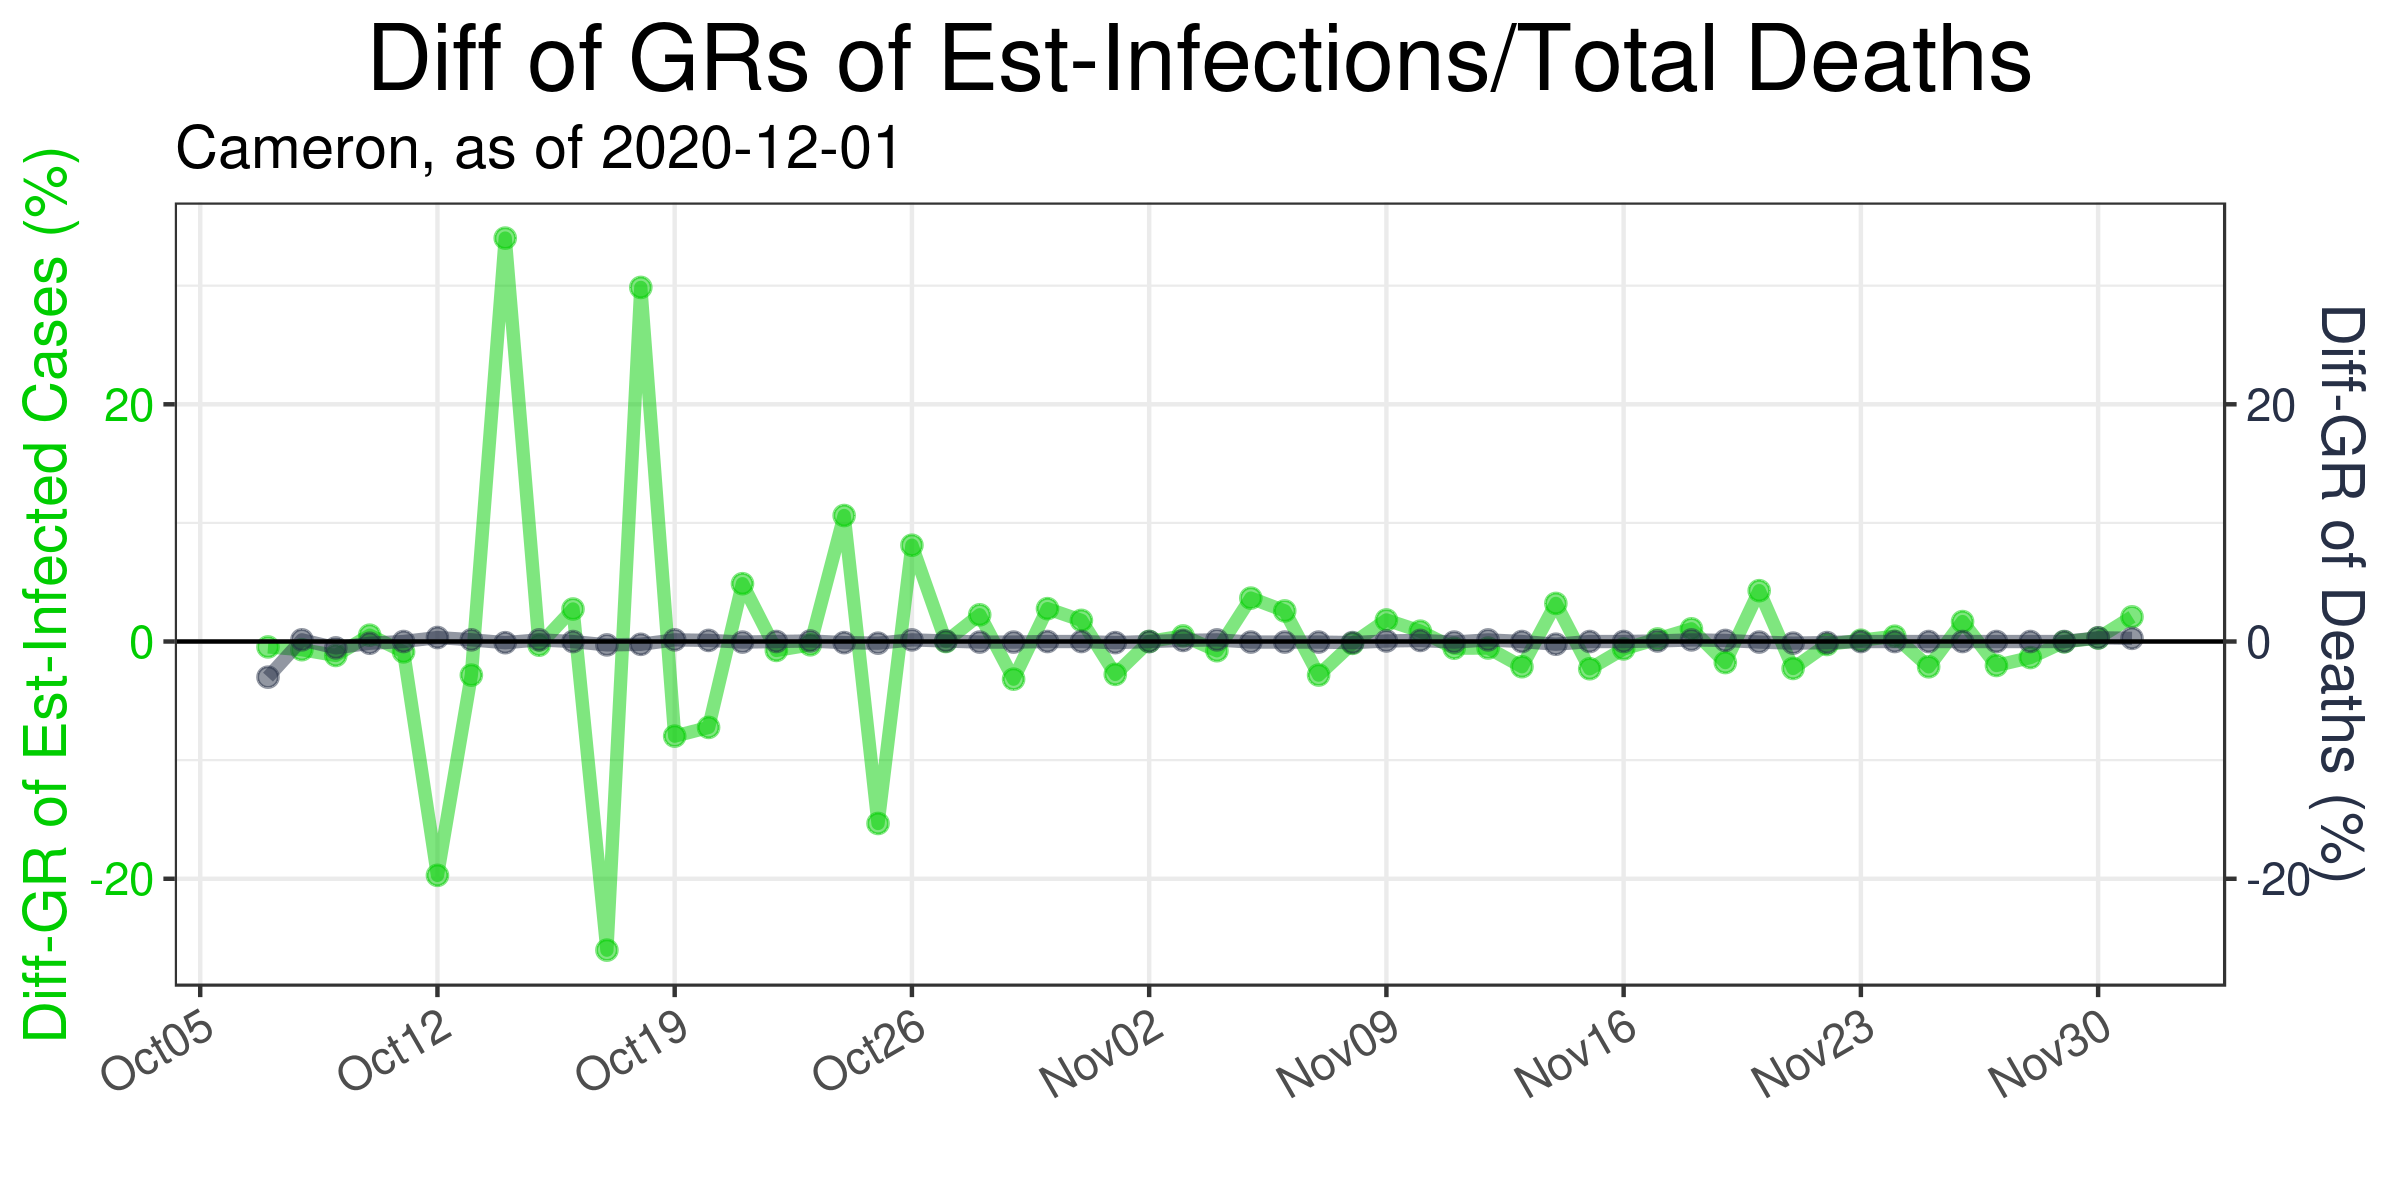 Diff of GRs of Est-Infections/Total Deaths
Cameron, as of 2020-12-01
Diff-GR of Est-Infected Cases (%)
20
0
-20
20
0
-20
Diff-GR of Deaths (%)
Oct05
Oct12
Oct19
Oct26
Nov02
Nov09
Nov16
Nov23
Nov30